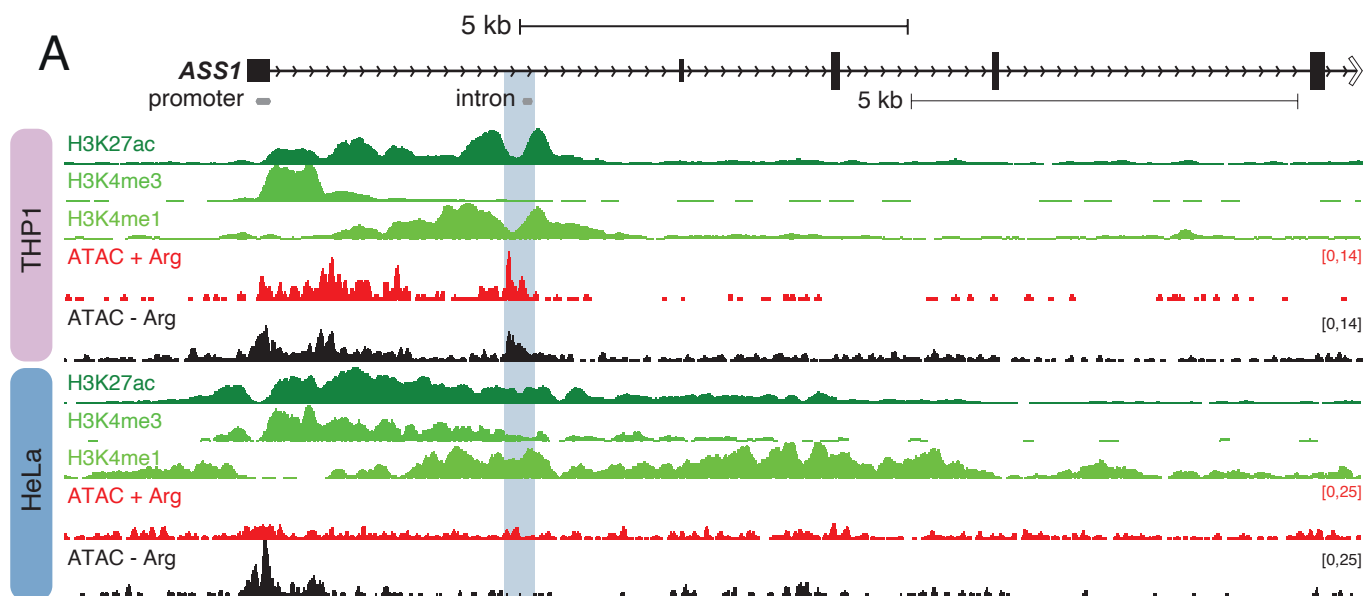 A
5 kb
ASS1
promoter
intron
5 kb
THP1
H3K27ac
H3K4me3
H3K4me1
ATAC + Arg [0,14]
ATAC - Arg [0,14]
HeLa
H3K27ac
H3K4me3
H3K4me1
ATAC + Arg [0,25]
ATAC - Arg [0,25]